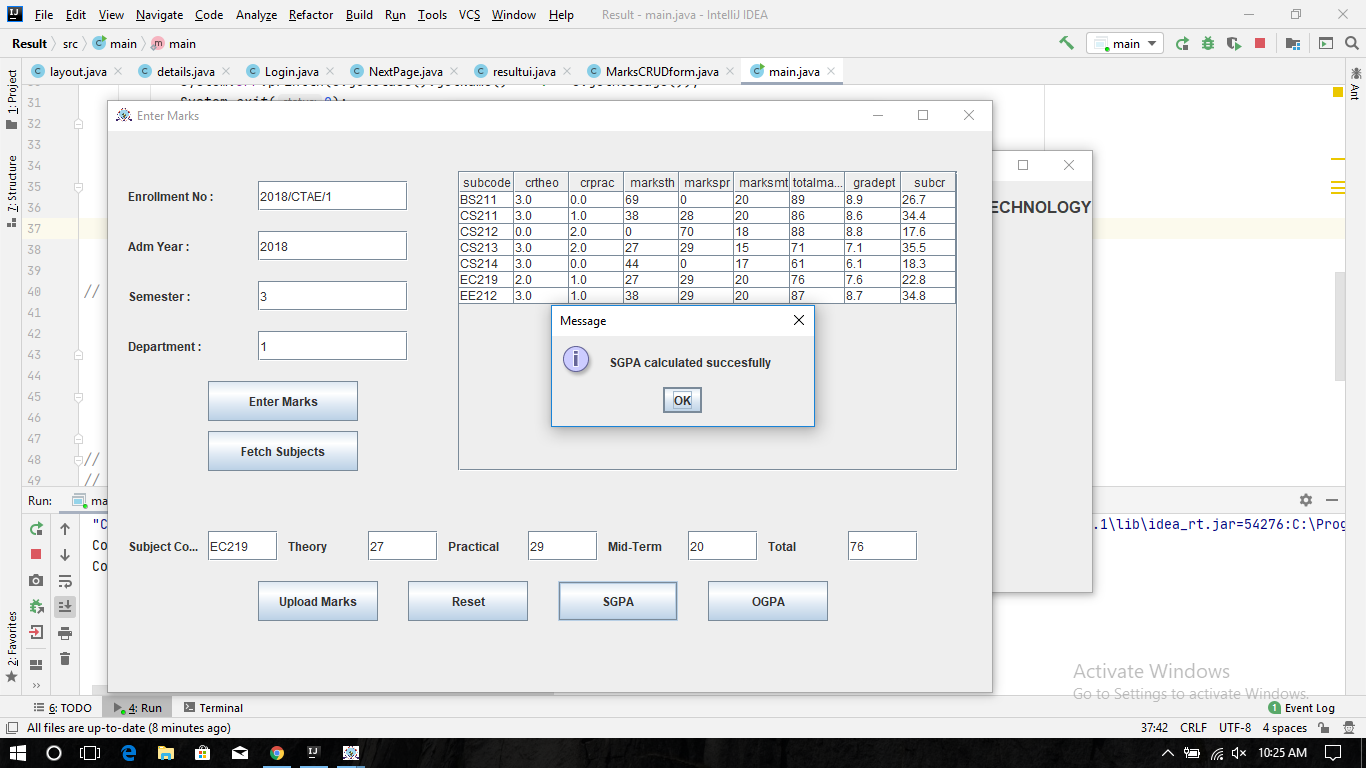 File Edit View Navigate Code Analyze Refactor Build Run Tools VCS Window Help Result - main.java - IntelliJ IDEA
Result src main main main
layout.java details.java Login.java NextPage.java resultui.java MarksCRUDform.java main.java
1: Project
7: Structure
2: Favorites
Ant
31
32
33
34
35
36
37
38
39
40 //
41
42
43
44
45
46
47
48 //
49 //
Enter Marks
ECHNOLOGY
Enrollment No : 2018/CTAE/1
Adm Year : 2018
Semester : 3
Department : 1
Enter Marks
Fetch Subjects
subcode crtheo crprac marksth markspr marksmt totalma... gradept subcr
BS211 3.0 0.0 69 0 20 89 8.9 26.7
CS211 3.0 1.0 38 28 20 86 8.6 34.4
CS212 0.0 2.0 0 70 18 88 8.8 17.6
CS213 3.0 2.0 27 29 15 71 7.1 35.5
CS214 3.0 0.0 44 0 17 61 6.1 18.3
EC219 2.0 1.0 27 29 20 76 7.6 22.8
EE212 3.0 1.0 38 29 20 87 8.7 34.8
Message
SGPA calculated succesfully
OK
Subject Co... EC219 Theory 27 Practical 29 Mid-Term 20 Total 76
Upload Marks Reset SGPA OGPA
Run: ma
"C .1\lib\idea_rt.jar=54276:C:\Prog
Co
Co
Activate Windows
Go to Settings to activate Windows.
6: TODO 4: Run Terminal 1 Event Log
All files are up-to-date (8 minutes ago) 37:42 CRLF UTF-8 4 spaces
10:25 AM